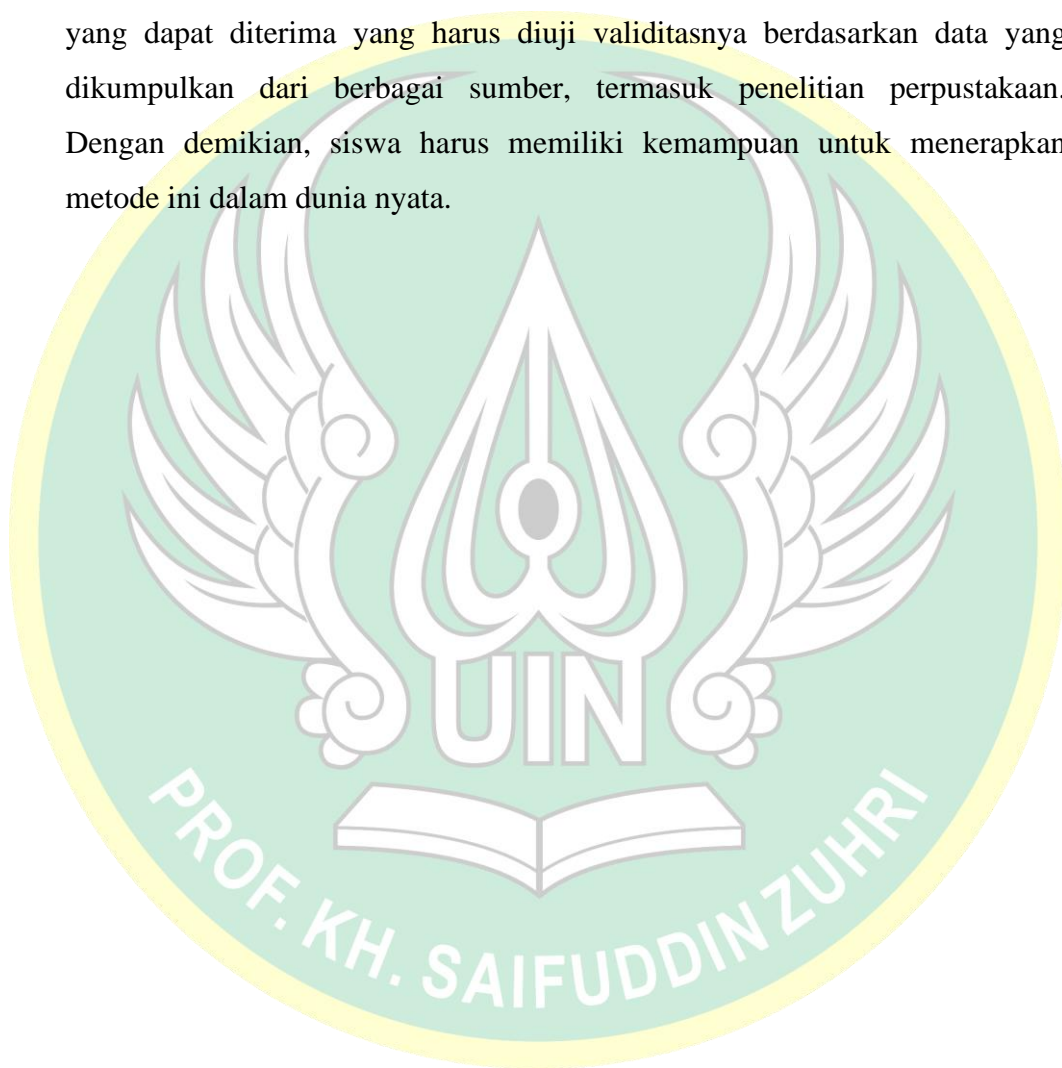 yang dapat diterima yang harus diuji validitasnya berdasarkan data yang
dikumpulkan dari berbagai sumber, termasuk penelitian perpustakaan.
Dengan demikian, siswa harus memiliki kemampuan untuk menerapkan
metode ini dalam dunia nyata.
UIN
PROF. KH. SAIFUDDIN ZUHRI